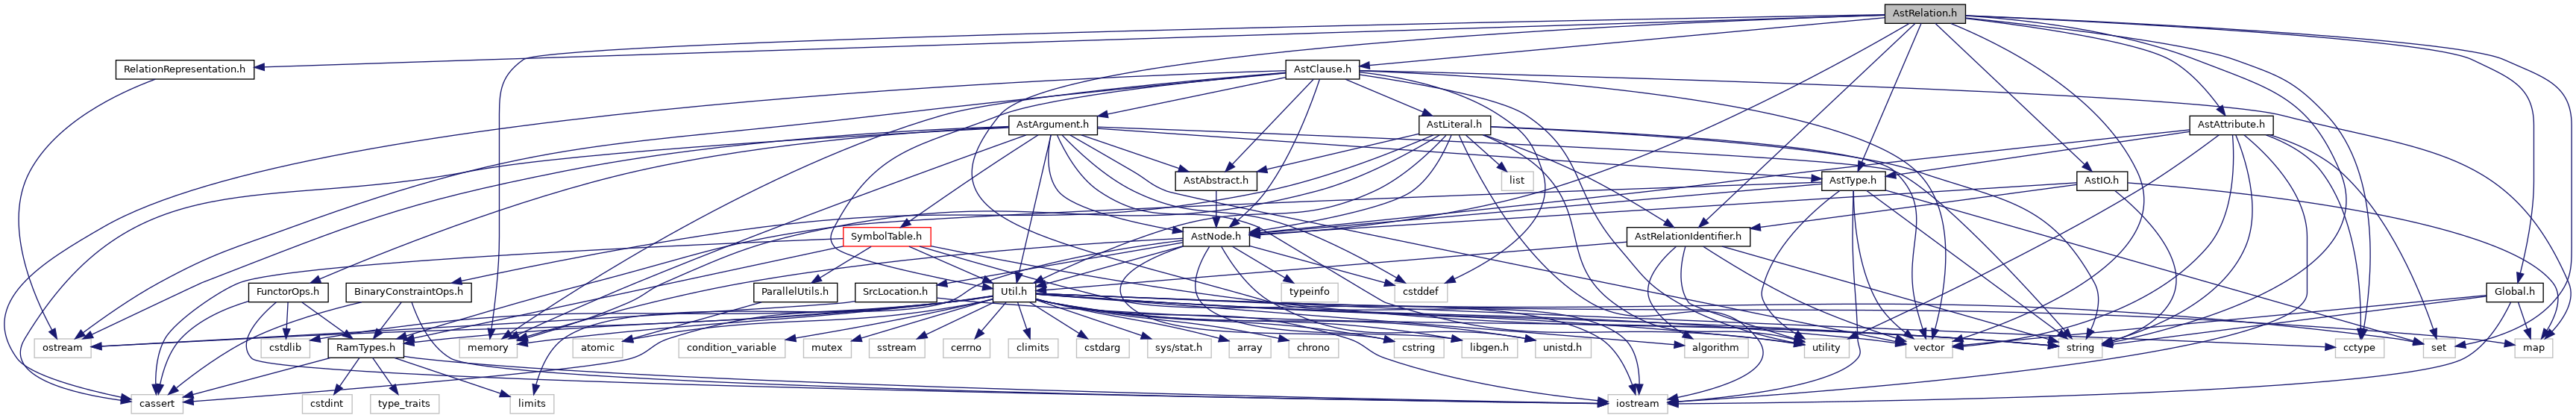 AstRelation.h
RelationRepresentation.h
AstClause.h
AstArgument.h
AstLiteral.h
AstAttribute.h
AstAbstract.h
list
AstType.h
AstIO.h
SymbolTable.h
AstNode.h
AstRelationIdentifier.h
FunctorOps.h
BinaryConstraintOps.h
ParallelUtils.h
SrcLocation.h
Util.h
typeinfo
cstddef
Global.h
ostream
cstdlib
RamTypes.h
memory
atomic
condition_variable
mutex
sstream
cerrno
climits
cstdarg
sys/stat.h
array
chrono
cstring
libgen.h
unistd.h
algorithm
utility
vector
string
cctype
set
map
cassert
cstdint
type_traits
limits
iostream